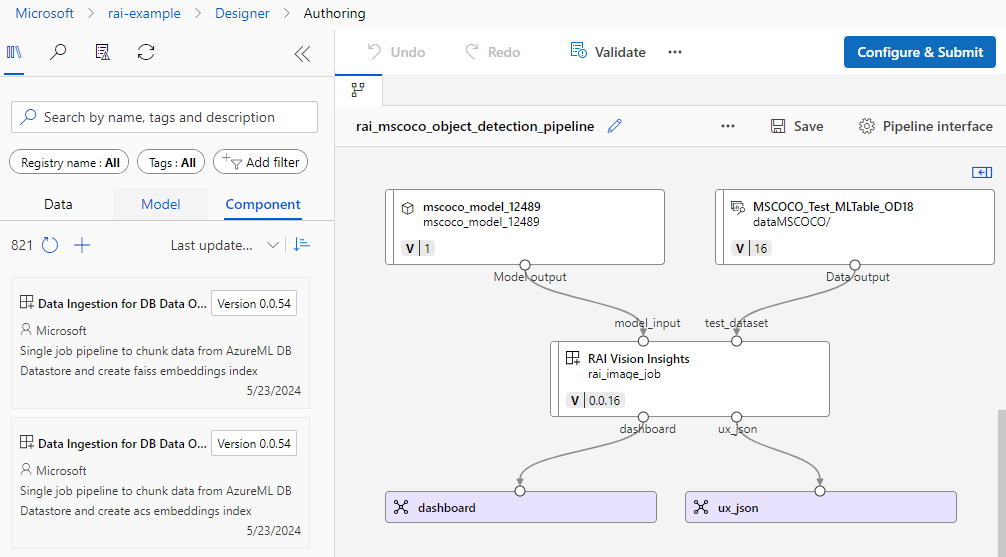 Microsoft > rai-example > Designer > Authoring
Undo
Redo
Validate
Configure & Submit
Search by name, tags and description
Registry name : All
Tags : All
Add filter
Data
Model
Component
821
Last update...
Data Ingestion for DB Data O...
Version 0.0.54
Microsoft
Single job pipeline to chunk data from AzureML DB
Datastore and create faiss embeddings index
5/23/2024
Data Ingestion for DB Data O...
Version 0.0.54
Microsoft
Single job pipeline to chunk data from AzureML DB
Datastore and create acs embeddings index
5/23/2024
rai_mscoco_object_detection_pipeline
Save
Pipeline interface
mscoco_model_12489
mscoco_model_12489
V 1
Model output
MSCOCO_Test_MLTable_OD18
dataMSCOCO/
V 16
Data output
model_input
test_dataset
RAI Vision Insights
rai_image_job
V 0.0.16
dashboard
ux_json
dashboard
ux_json